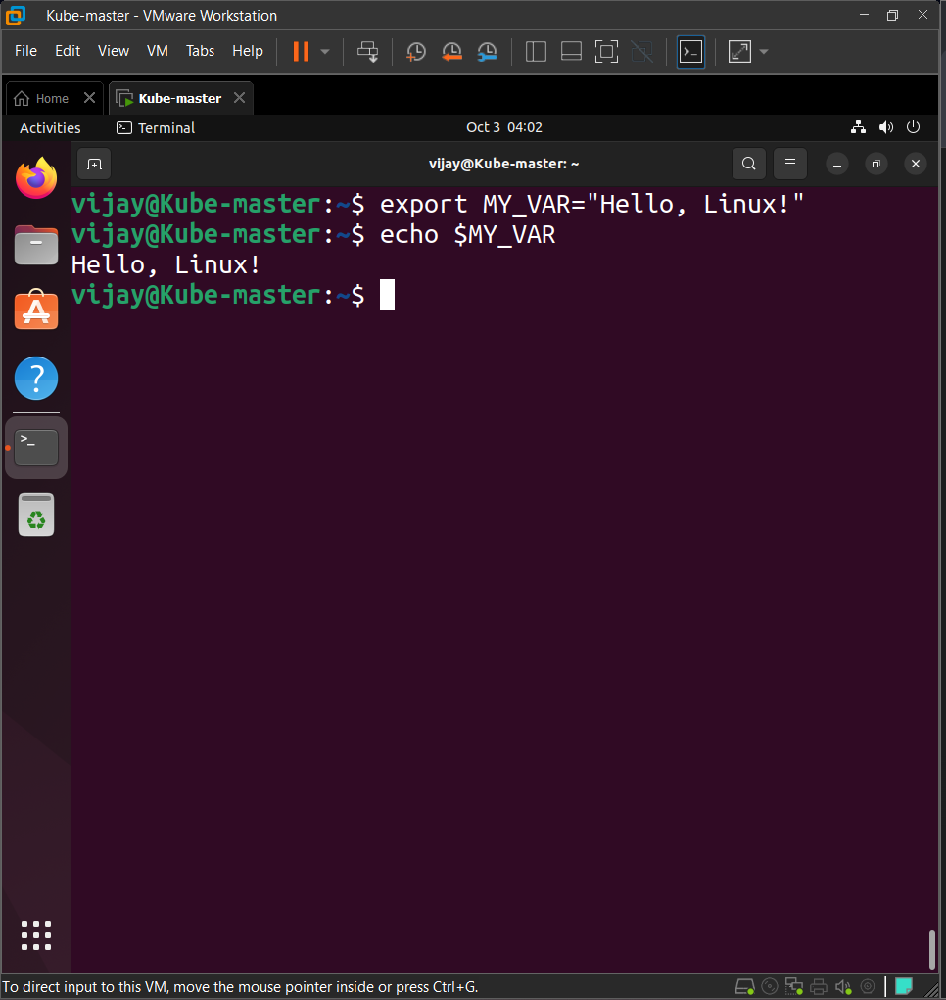 Kube-master - VMware Workstation
File Edit View VM Tabs Help
Home Kube-master
Activities Terminal Oct 3 04:02
vijay@Kube-master: ~
vijay@Kube-master:~$ export MY_VAR="Hello, Linux!"
vijay@Kube-master:~$ echo $MY_VAR
Hello, Linux!
vijay@Kube-master:~$
To direct input to this VM, move the mouse pointer inside or press Ctrl+G.